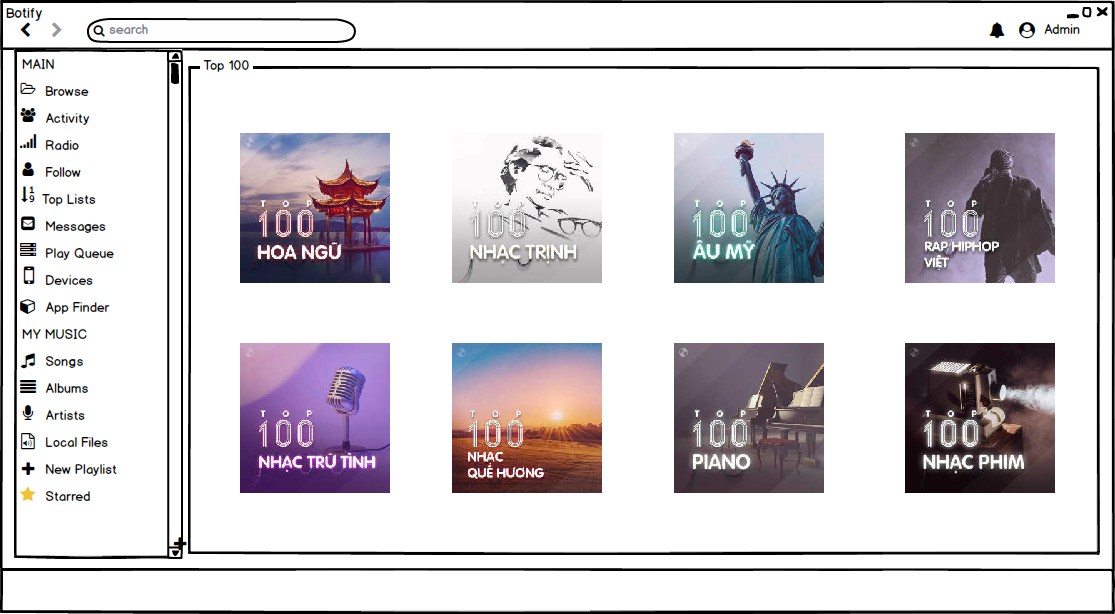 Botify
search
Admin
MAIN
Browse
Activity
Radio
Follow
Top Lists
Messages
Play Queue
Devices
App Finder
MY MUSIC
Songs
Albums
Artists
Local Files
New Playlist
Starred
Top 100
TOP
100
HOA NGỮ
TOP
100
NHẠC TRỊNH
TOP
100
ÂU MỸ
TOP
100
RAP HIPHOP
VIỆT
TOP
100
NHẠC TRỮ TÌNH
TOP
100
NHẠC
QUÊ HƯƠNG
TOP
100
PIANO
TOP
100
NHẠC PHIM